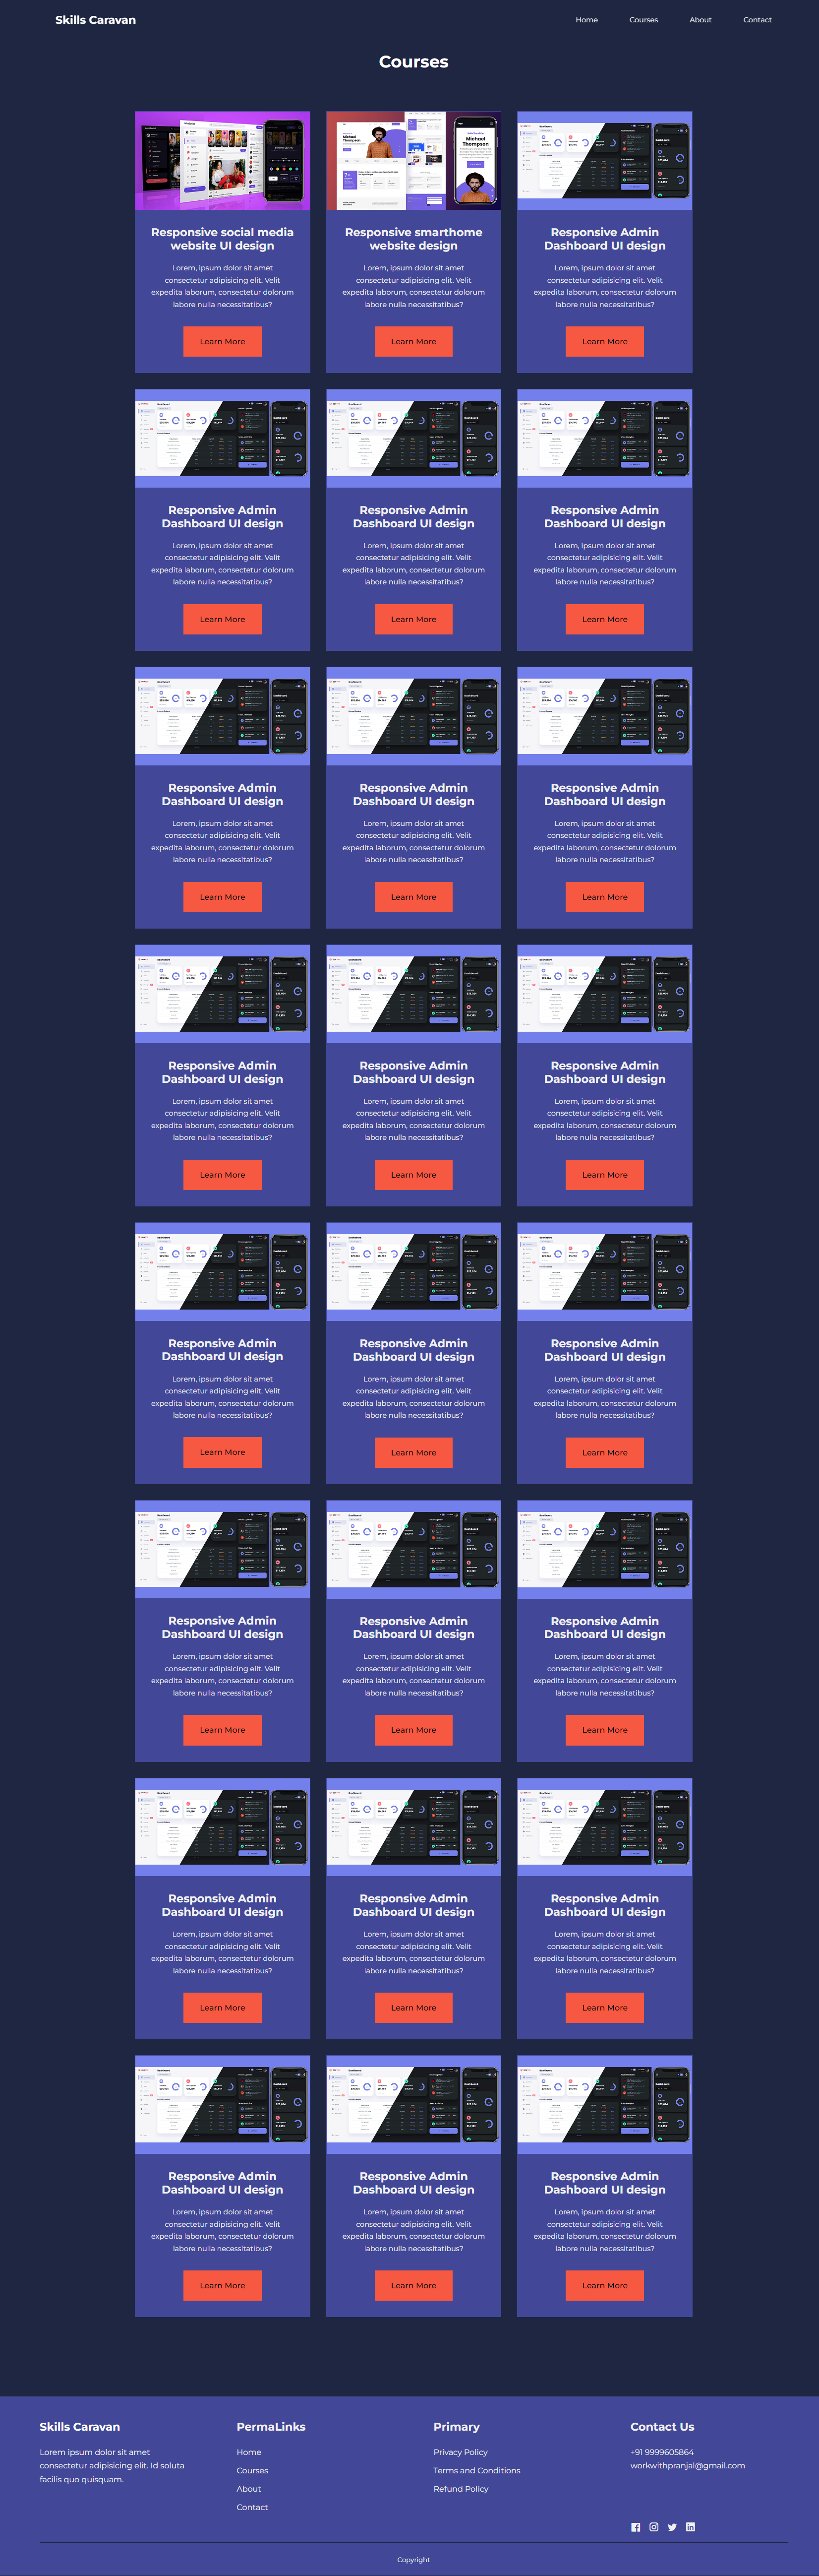 Skills Caravan
Home Courses About Contact
Courses
Michael
Thompson
Michael
Thompson
Responsive social media
website UI design
Lorem, ipsum dolor sit amet
consectetur adipisicing elit. Velit
expedita laborum, consectetur dolorum
labore nulla necessitatibus?
Learn More
Responsive smarthome
website design
Lorem, ipsum dolor sit amet
consectetur adipisicing elit. Velit
expedita laborum, consectetur dolorum
labore nulla necessitatibus?
Learn More
Responsive Admin
Dashboard UI design
Lorem, ipsum dolor sit amet
consectetur adipisicing elit. Velit
expedita laborum, consectetur dolorum
labore nulla necessitatibus?
Learn More
Responsive Admin
Dashboard UI design
Lorem, ipsum dolor sit amet
consectetur adipisicing elit. Velit
expedita laborum, consectetur dolorum
labore nulla necessitatibus?
Learn More
Responsive Admin
Dashboard UI design
Lorem, ipsum dolor sit amet
consectetur adipisicing elit. Velit
expedita laborum, consectetur dolorum
labore nulla necessitatibus?
Learn More
Responsive Admin
Dashboard UI design
Lorem, ipsum dolor sit amet
consectetur adipisicing elit. Velit
expedita laborum, consectetur dolorum
labore nulla necessitatibus?
Learn More
Responsive Admin
Dashboard UI design
Lorem, ipsum dolor sit amet
consectetur adipisicing elit. Velit
expedita laborum, consectetur dolorum
labore nulla necessitatibus?
Learn More
Responsive Admin
Dashboard UI design
Lorem, ipsum dolor sit amet
consectetur adipisicing elit. Velit
expedita laborum, consectetur dolorum
labore nulla necessitatibus?
Learn More
Responsive Admin
Dashboard UI design
Lorem, ipsum dolor sit amet
consectetur adipisicing elit. Velit
expedita laborum, consectetur dolorum
labore nulla necessitatibus?
Learn More
Responsive Admin
Dashboard UI design
Lorem, ipsum dolor sit amet
consectetur adipisicing elit. Velit
expedita laborum, consectetur dolorum
labore nulla necessitatibus?
Learn More
Responsive Admin
Dashboard UI design
Lorem, ipsum dolor sit amet
consectetur adipisicing elit. Velit
expedita laborum, consectetur dolorum
labore nulla necessitatibus?
Learn More
Responsive Admin
Dashboard UI design
Lorem, ipsum dolor sit amet
consectetur adipisicing elit. Velit
expedita laborum, consectetur dolorum
labore nulla necessitatibus?
Learn More
Responsive Admin
Dashboard UI design
Lorem, ipsum dolor sit amet
consectetur adipisicing elit. Velit
expedita laborum, consectetur dolorum
labore nulla necessitatibus?
Learn More
Responsive Admin
Dashboard UI design
Lorem, ipsum dolor sit amet
consectetur adipisicing elit. Velit
expedita laborum, consectetur dolorum
labore nulla necessitatibus?
Learn More
Responsive Admin
Dashboard UI design
Lorem, ipsum dolor sit amet
consectetur adipisicing elit. Velit
expedita laborum, consectetur dolorum
labore nulla necessitatibus?
Learn More
Responsive Admin
Dashboard UI design
Lorem, ipsum dolor sit amet
consectetur adipisicing elit. Velit
expedita laborum, consectetur dolorum
labore nulla necessitatibus?
Learn More
Responsive Admin
Dashboard UI design
Lorem, ipsum dolor sit amet
consectetur adipisicing elit. Velit
expedita laborum, consectetur dolorum
labore nulla necessitatibus?
Learn More
Responsive Admin
Dashboard UI design
Lorem, ipsum dolor sit amet
consectetur adipisicing elit. Velit
expedita laborum, consectetur dolorum
labore nulla necessitatibus?
Learn More
Responsive Admin
Dashboard UI design
Lorem, ipsum dolor sit amet
consectetur adipisicing elit. Velit
expedita laborum, consectetur dolorum
labore nulla necessitatibus?
Learn More
Responsive Admin
Dashboard UI design
Lorem, ipsum dolor sit amet
consectetur adipisicing elit. Velit
expedita laborum, consectetur dolorum
labore nulla necessitatibus?
Learn More
Responsive Admin
Dashboard UI design
Lorem, ipsum dolor sit amet
consectetur adipisicing elit. Velit
expedita laborum, consectetur dolorum
labore nulla necessitatibus?
Learn More
Responsive Admin
Dashboard UI design
Lorem, ipsum dolor sit amet
consectetur adipisicing elit. Velit
expedita laborum, consectetur dolorum
labore nulla necessitatibus?
Learn More
Responsive Admin
Dashboard UI design
Lorem, ipsum dolor sit amet
consectetur adipisicing elit. Velit
expedita laborum, consectetur dolorum
labore nulla necessitatibus?
Learn More
Responsive Admin
Dashboard UI design
Lorem, ipsum dolor sit amet
consectetur adipisicing elit. Velit
expedita laborum, consectetur dolorum
labore nulla necessitatibus?
Learn More
Skills Caravan
Lorem ipsum dolor sit amet
consectetur adipisicing elit. Id soluta
facilis quo quisquam.
PermaLinks
Home
Courses
About
Contact
Primary
Privacy Policy
Terms and Conditions
Refund Policy
Contact Us
+91 9999605864
workwithpranjal@gmail.com
Copyright